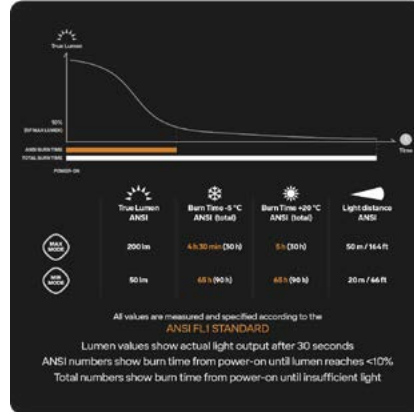 True Lumen
10%
(OF MAX LUMEN)
Time
ANSI BURN TIME
TOTAL BURN TIME
POWER-ON
True Lumen ANSI
Burn Time -5 °C ANSI (total)
Burn Time +20 °C ANSI (total)
Light distance ANSI
MAX MODE
200 lm
4 h 30 min (30 h)
5 h (30 h)
50 m / 164 ft
MIN MODE
50 lm
65 h (90 h)
65 h (90 h)
20 m / 66 ft
All values are measured and specified according to the
ANSI FL1 STANDARD
Lumen values show actual light output after 30 seconds
ANSI numbers show burn time from power-on until lumen reaches <10%
Total numbers show burn time from power-on until insufficient light